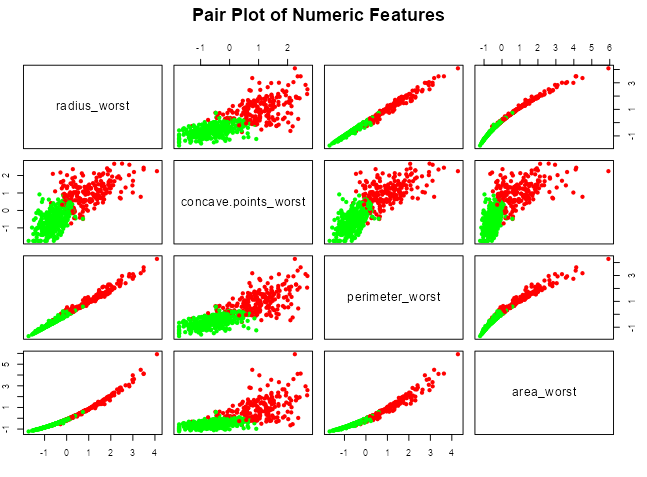 Pair Plot of Numeric Features
-1 0 1 2
-1 0 1 2 3 4 5 6
radius_worst
-1 1 3
-1 0 1 2
concave.points_worst
perimeter_worst
-1 1 3
-1 1 3 5
area_worst
-1 0 1 2 3 4
-1 0 1 2 3 4